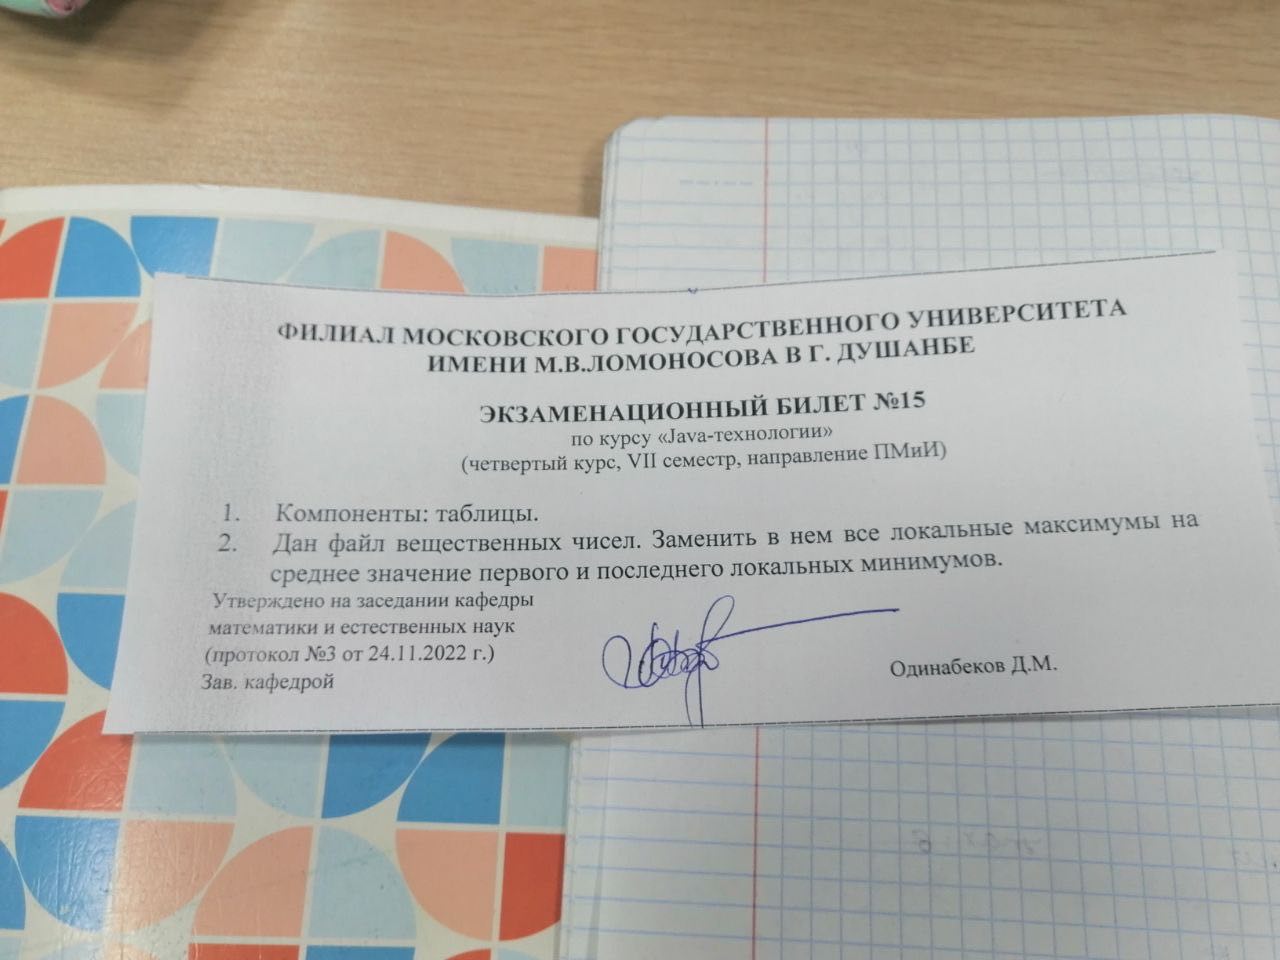 ФИЛИАЛ МОСКОВСКОГО ГОСУДАРСТВЕННОГО УНИВЕРСИТЕТА
ИМЕНИ М.В.ЛОМОНОСОВА В Г. ДУШАНБЕ
ЭКЗАМЕНАЦИОННЫЙ БИЛЕТ №15
по курсу «Java-технологии»
(четвертый курс, VII семестр, направление ПМиИ)
1. Компоненты: таблицы.
2. Дан файл вещественных чисел. Заменить в нем все локальные максимумы на
среднее значение первого и последнего локальных минимумов.
Утверждено на заседании кафедры
математики и естественных наук
(протокол №3 от 24.11.2022 г.)
Зав. кафедрой
Одинабеков Д.М.